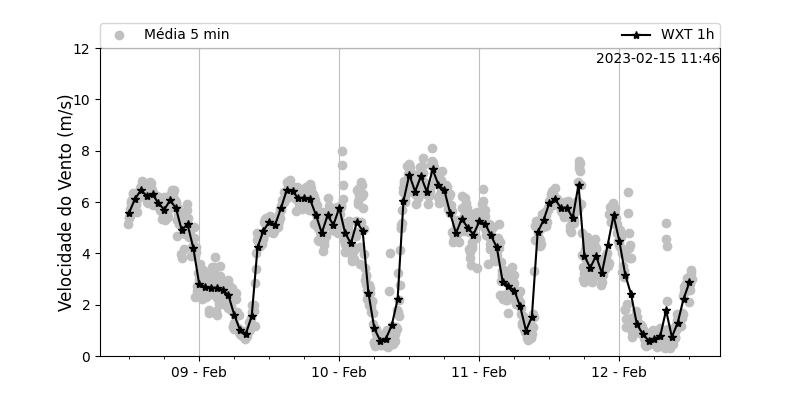 Média 5 min
WXT 1h
2023-02-15 11:46
Velocidade do Vento (m/s)
12
10
8
6
4
2
0
09 - Feb
10 - Feb
11 - Feb
12 - Feb